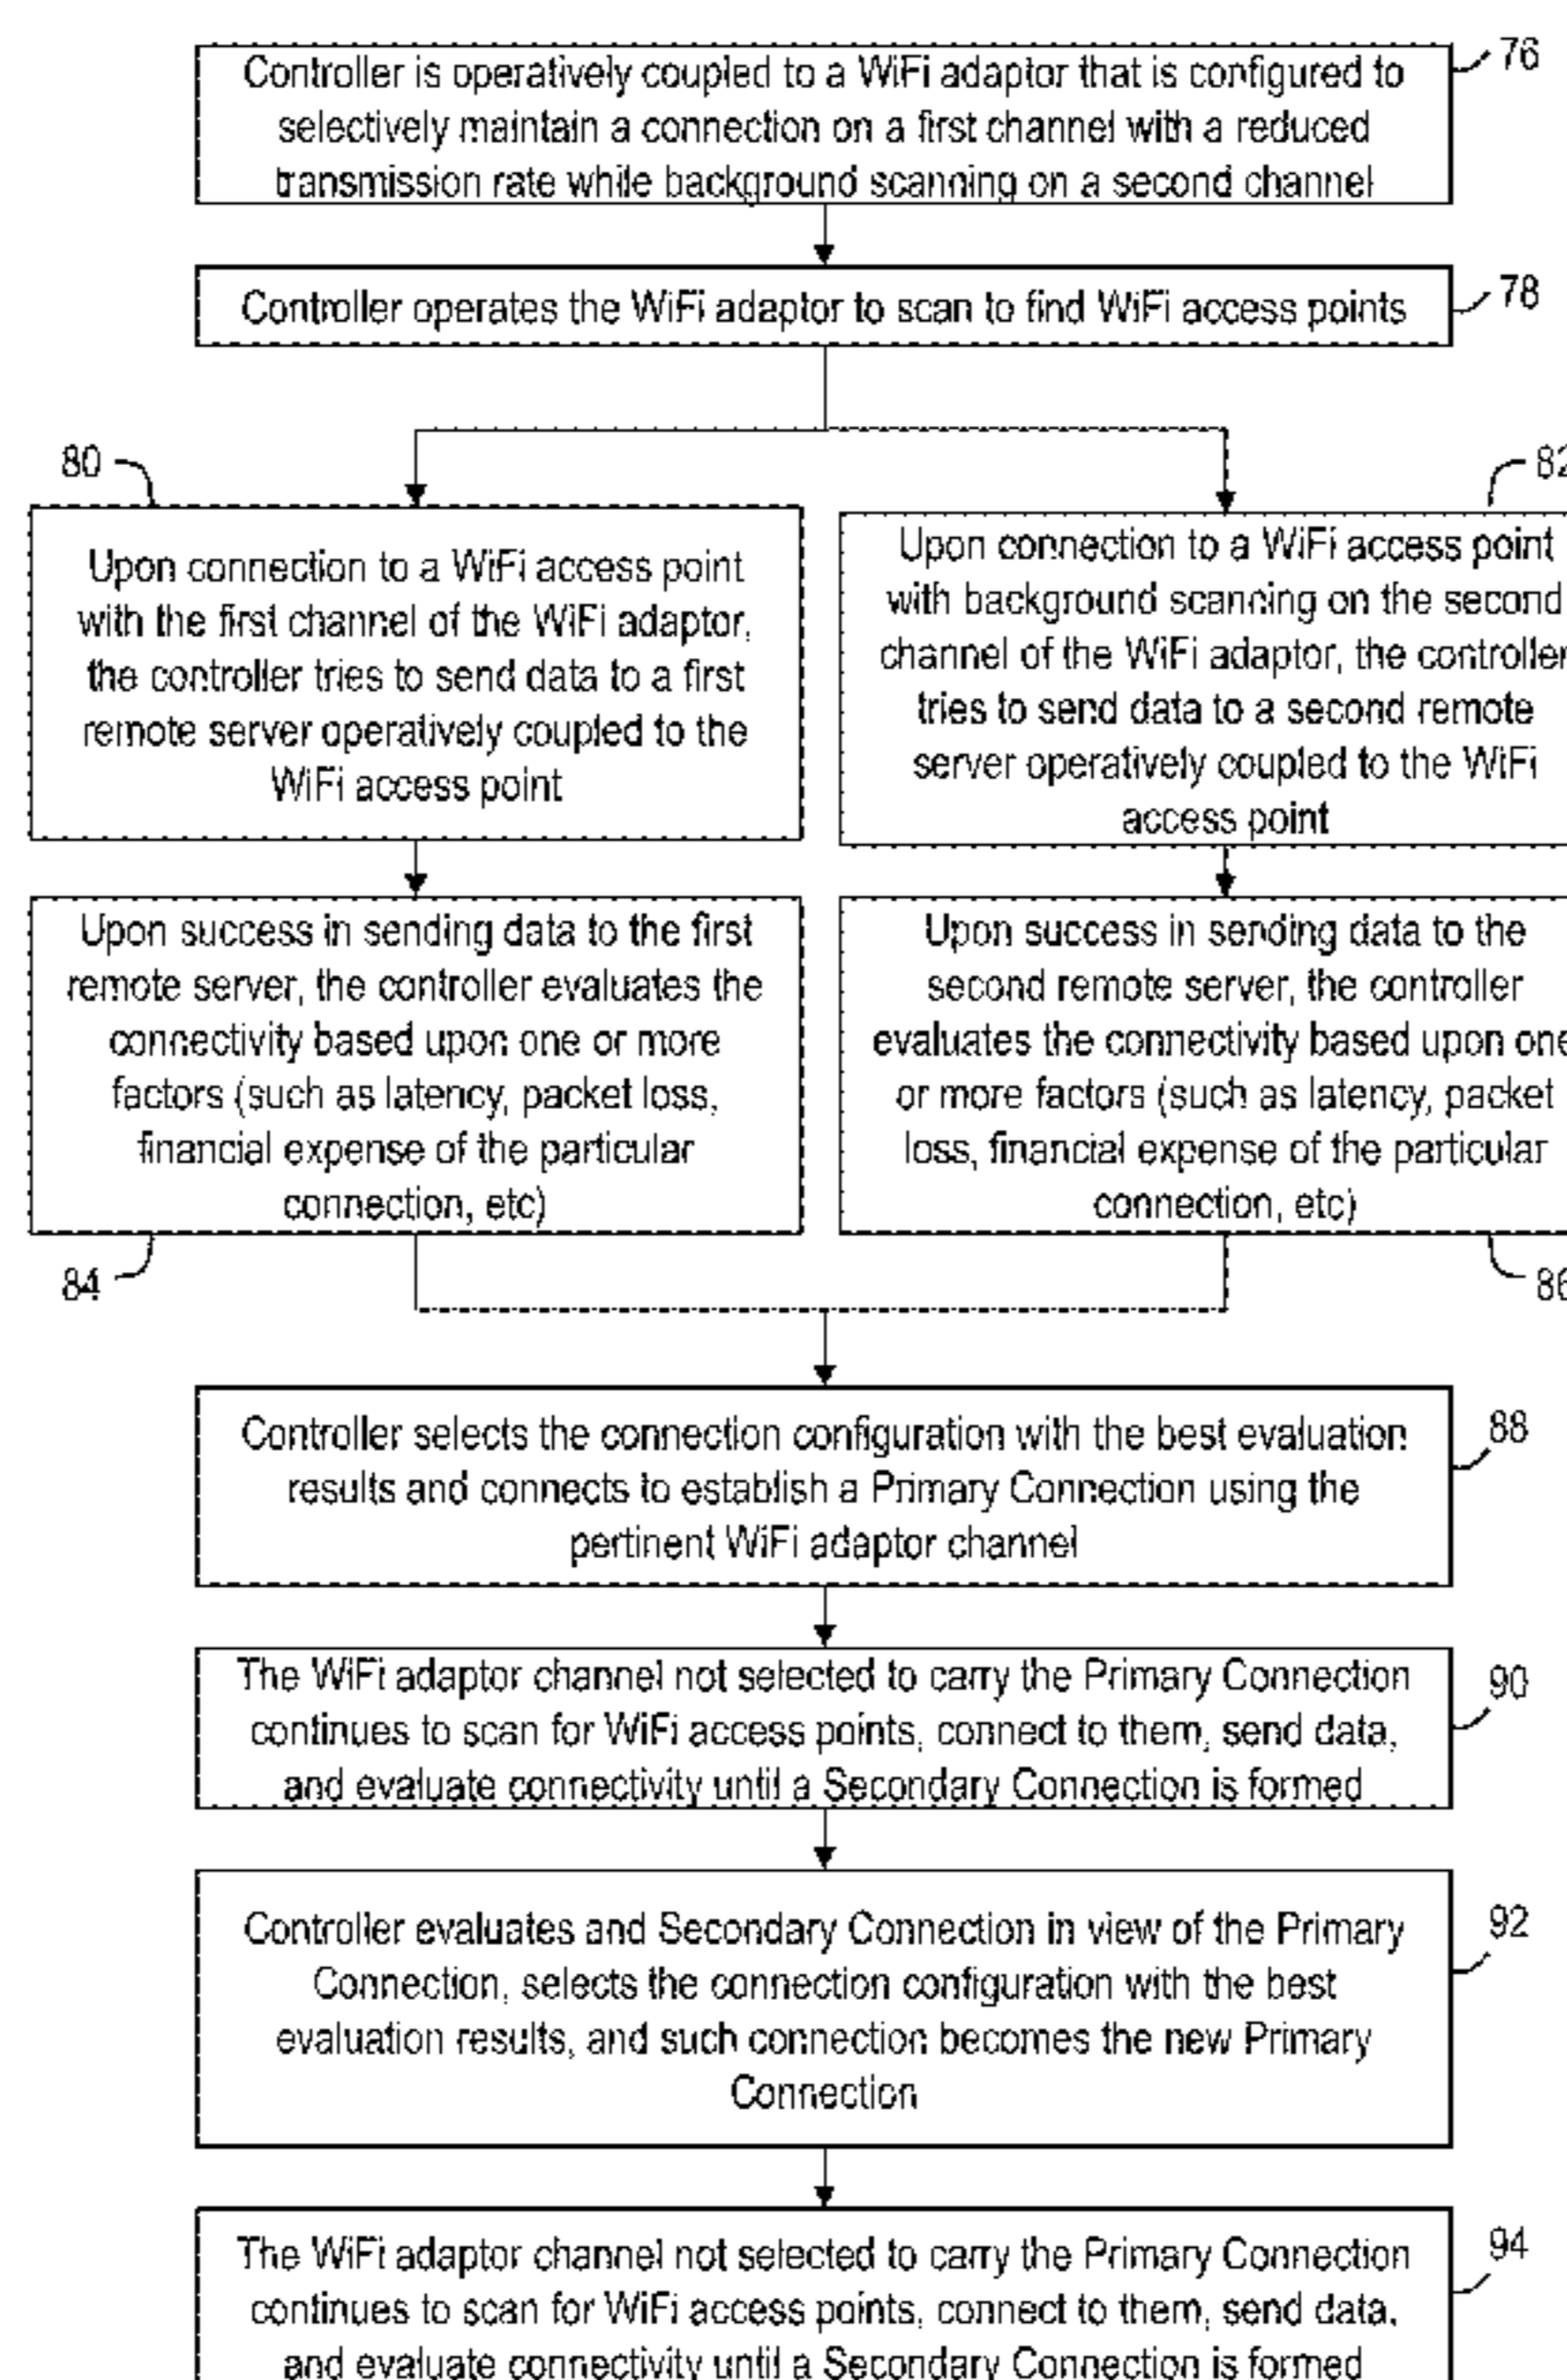 Controller is operatively coupled to a WiFi adaptor that is configured to
selectively maintain a connection on a first channel with a reduced
transmission rate while background scanning on a second channel
76
Controller operates the WiFi adaptor to scan to find WiFi access points
78
80
Upon connection to a WiFi access point
with the first channel of the WiFi adaptor,
the controller tries to send data to a first
remote server operatively coupled to the
WiFi access point
82
Upon connection to a WiFi access point
with background scanning on the second
channel of the WiFi adaptor, the controller
tries to send data to a second remote
server operatively coupled to the WiFi
access point
Upon success in sending data to the first
remote server, the controller evaluates the
connectivity based upon one or more
factors (such as latency, packet loss,
financial expense of the particular
connection, etc)
84
Upon success in sending data to the
second remote server, the controller
evaluates the connectivity based upon one
or more factors (such as latency, packet
loss, financial expense of the particular
connection, etc)
86
Controller selects the connection configuration with the best evaluation
results and connects to establish a Primary Connection using the
pertinent WiFi adaptor channel
88
The WiFi adaptor channel not selected to carry the Primary Connection
continues to scan for WiFi access points, connect to them, send data,
and evaluate connectivity until a Secondary Connection is formed
90
Controller evaluates and Secondary Connection in view of the Primary
Connection, selects the connection configuration with the best
evaluation results, and such connection becomes the new Primary
Connection
92
The WiFi adaptor channel not selected to carry the Primary Connection
continues to scan for WiFi access points, connect to them, send data,
and evaluate connectivity until a Secondary Connection is formed
94